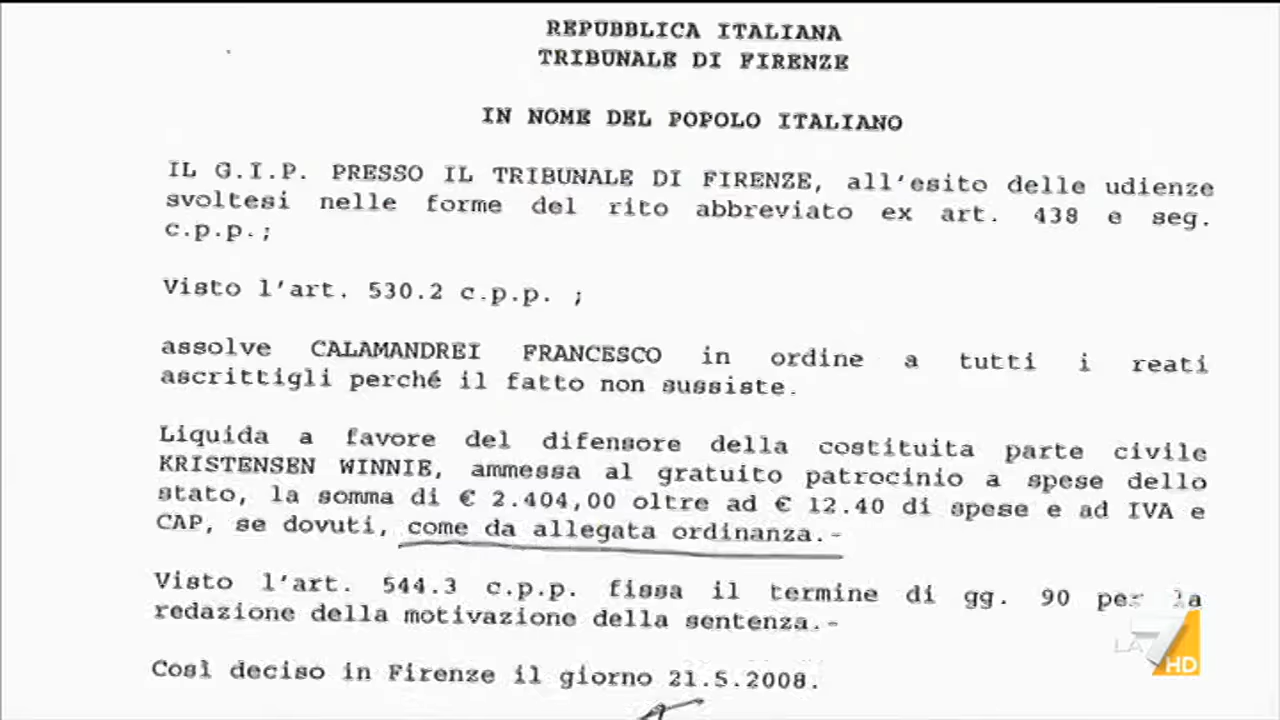 REPUBBLICA ITALIANA
TRIBUNALE DI FIRENZE
IN NOME DEL POPOLO ITALIANO
IL G.I.P. PRESSO IL TRIBUNALE DI FIRENZE, all'esito delle udienze
svoltesi nelle forme del rito abbreviato ex art. 438 e seg.
c.p.p.;
Visto l'art. 530.2 c.p.p. ;
assolve CALAMANDREI FRANCESCO in ordine a tutti i reati
ascrittigli perché il fatto non sussiste.
Liquida a favore del difensore della costituita parte civile
KRISTENSEN WINNIE, ammessa al gratuito patrocinio a spese dello
stato, la somma di € 2.404,00 oltre ad € 12.40 di spese e ad IVA e
CAP, se dovuti, come da allegata ordinanza.-
Visto l'art. 544.3 c.p.p. fissa il termine di gg. 90 per la
redazione della motivazione della sentenza.-
Così deciso in Firenze il giorno 21.5.2008.
LA 7 HD